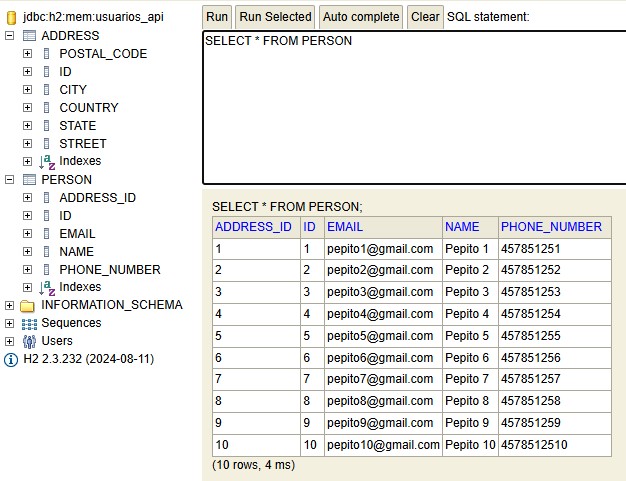 jdbc:h2:mem:usuarios_api
ADDRESS
POSTAL_CODE
ID
CITY
COUNTRY
STATE
STREET
Indexes
PERSON
ADDRESS_ID
ID
EMAIL
NAME
PHONE_NUMBER
Indexes
INFORMATION_SCHEMA
Sequences
Users
H2 2.3.232 (2024-08-11)
Run Run Selected Auto complete Clear SQL statement:
SELECT * FROM PERSON
SELECT * FROM PERSON;
ADDRESS_ID ID EMAIL NAME PHONE_NUMBER
1 1 pepito1@gmail.com Pepito 1 457851251
2 2 pepito2@gmail.com Pepito 2 457851252
3 3 pepito3@gmail.com Pepito 3 457851253
4 4 pepito4@gmail.com Pepito 4 457851254
5 5 pepito5@gmail.com Pepito 5 457851255
6 6 pepito6@gmail.com Pepito 6 457851256
7 7 pepito7@gmail.com Pepito 7 457851257
8 8 pepito8@gmail.com Pepito 8 457851258
9 9 pepito9@gmail.com Pepito 9 457851259
10 10 pepito10@gmail.com Pepito 10 4578512510
(10 rows, 4 ms)